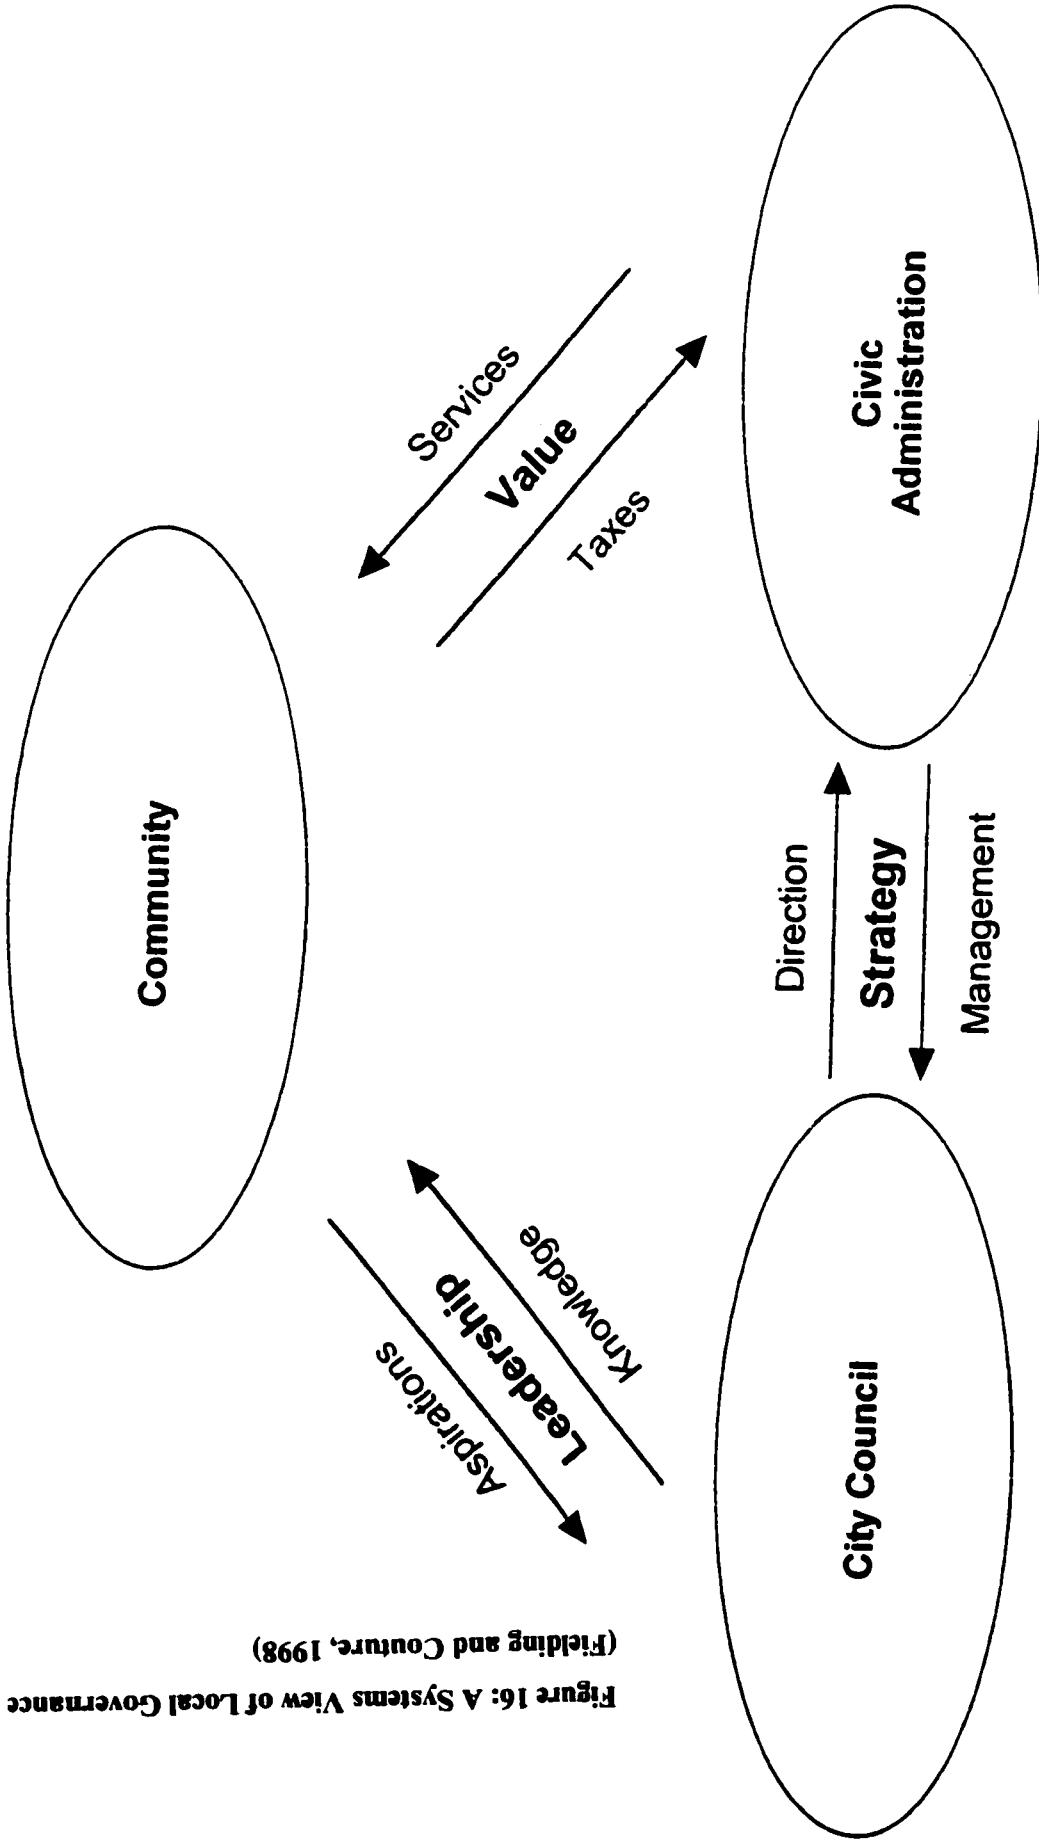 Community
Services
Value
Taxes
Civic
Administration
Direction
Strategy
Management
City Council
Aspirations
Leadership
Knowledge
Figure 16: A Systems View of Local Governance
(Fielding and Couture, 1998)